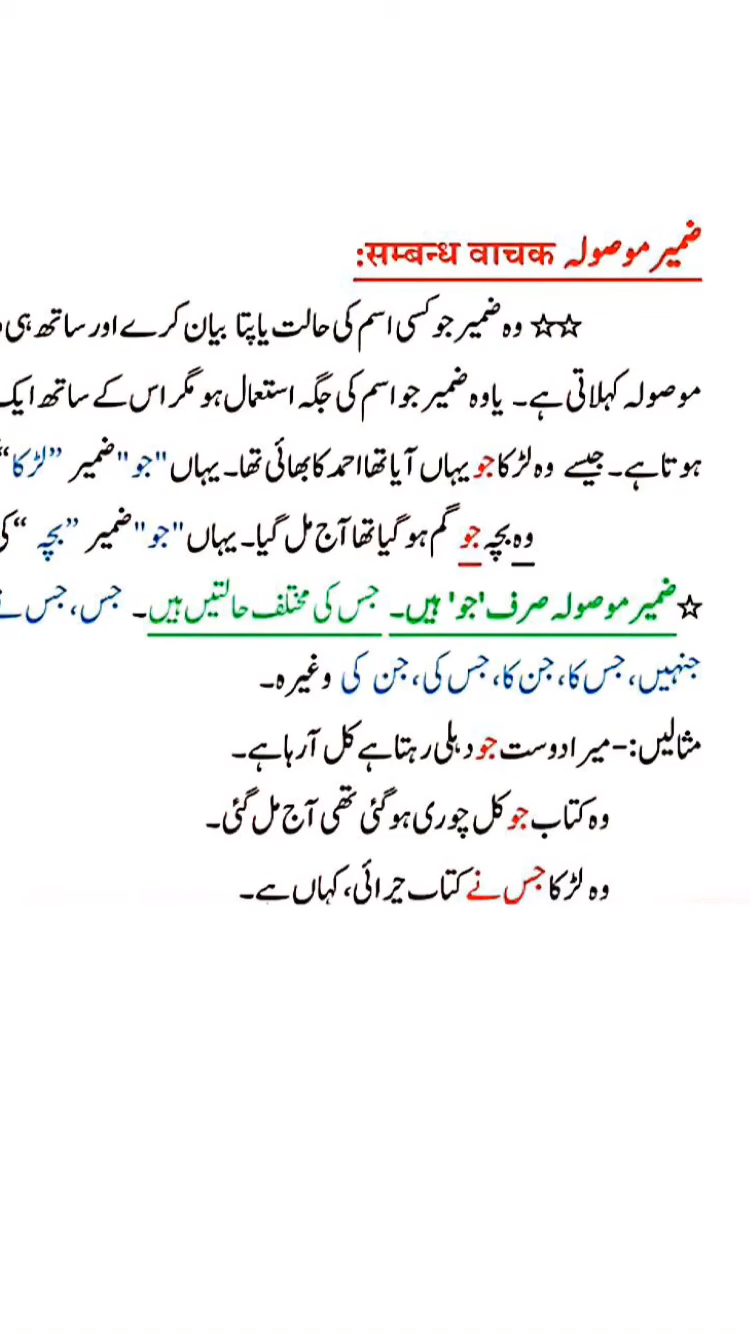 ضمیر موصولہ सम्बन्ध वाचक:
☆☆ وہ ضمیر جو کسی اسم کی حالت یا پتا بیان کرے اور ساتھ ہی
موصولہ کہلاتی ہے۔ یا وہ ضمیر جو اسم کی جگہ استعمال ہو مگر اس کے ساتھ ایک
ہوتا ہے۔ جیسے وہ لڑکا جو یہاں آیا تھا احمد کا بھائی تھا۔ یہاں "جو" ضمیر ”لڑکا“
وہ بچہ جو گم ہو گیا تھا آج مل گیا۔ یہاں "جو" ضمیر ”بچہ“ کی
☆ ضمیر موصولہ صرف 'جو' ہیں۔ جس کی مختلف حالتیں ہیں۔ جس، جس نے
جنہیں، جس کا، جن کا، جس کی، جن کی وغیرہ۔
مثالیں:- میرا دوست جو دہلی رہتا ہے کل آرہا ہے۔
وہ کتاب جو کل چوری ہو گئی تھی آج مل گئی۔
وہ لڑکا جس نے کتاب چرائی، کہاں ہے۔